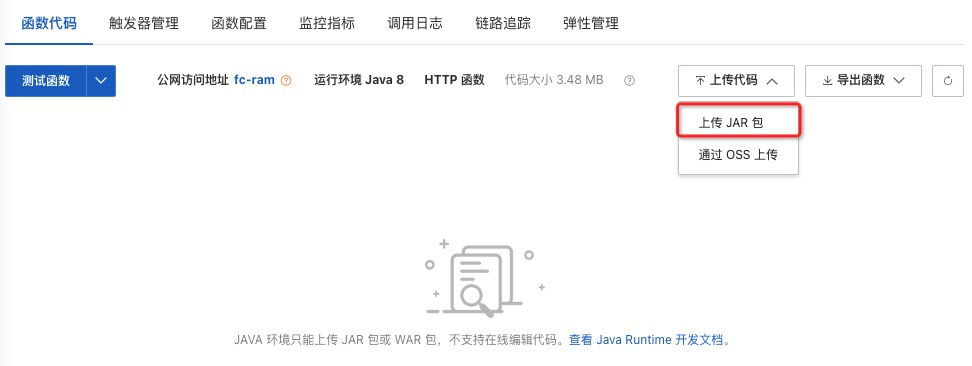 函数代码 触发器管理 函数配置 监控指标 调用日志 链路追踪 弹性管理
测试函数 公网访问地址 fc-ram 运行环境 Java 8 HTTP 函数 代码大小 3.48 MB 上传代码 导出函数
上传 JAR 包
通过 OSS 上传
JAVA 环境只能上传 JAR 包或 WAR 包，不支持在线编辑代码。查看 Java Runtime 开发文档。